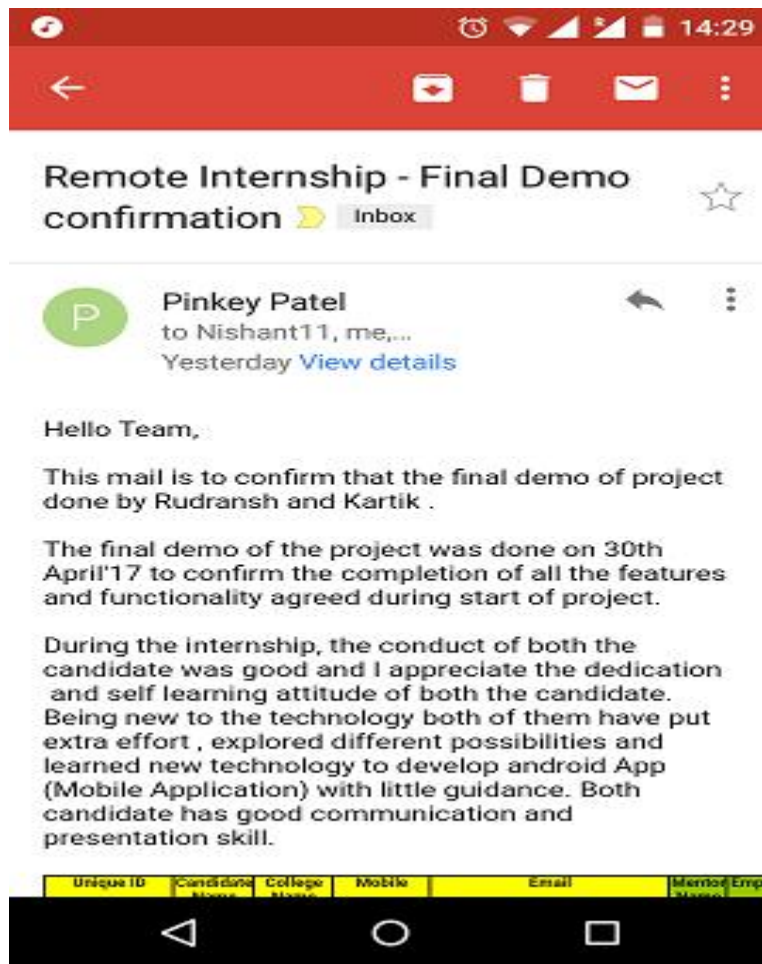 14:29
Remote Internship - Final Demo
confirmation Inbox
P
Pinkey Patel
to Nishant11, me,...
Yesterday View details
Hello Team,
This mail is to confirm that the final demo of project
done by Rudransh and Kartik .
The final demo of the project was done on 30th
April'17 to confirm the completion of all the features
and functionality agreed during start of project.
During the internship, the conduct of both the
candidate was good and I appreciate the dedication
and self learning attitude of both the candidate.
Being new to the technology both of them have put
extra effort , explored different possibilities and
learned new technology to develop android App
(Mobile Application) with little guidance. Both
candidate has good communication and
presentation skill.
Unique ID Candidate College Mobile Email Mentor Emp